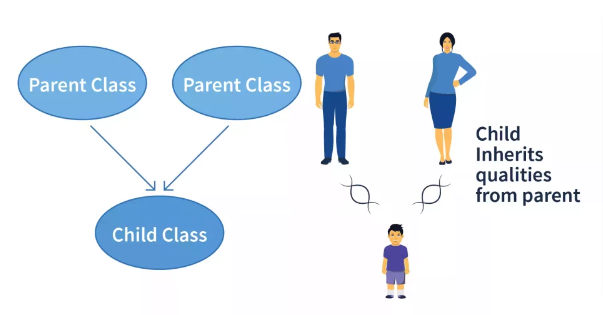 Parent Class
Parent Class
Child Class
Child
Inherits
qualities
from parent